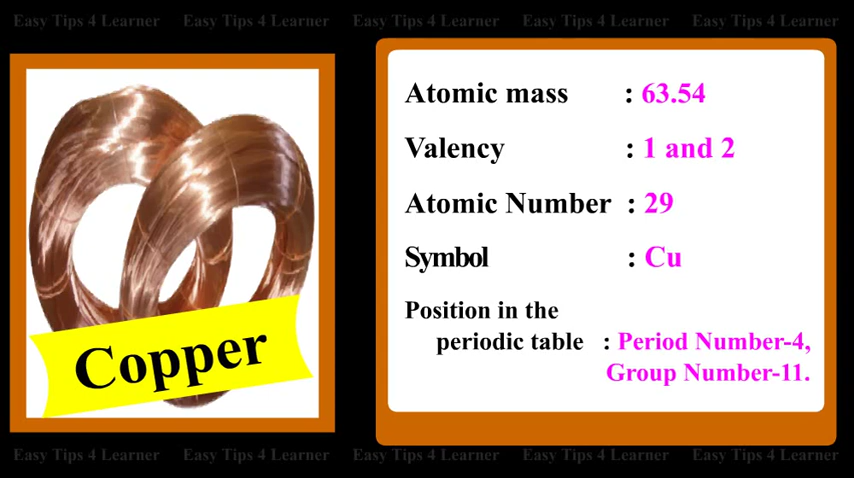 Easy Tips 4 Learner Easy Tips 4 Learner Easy Tips 4 Learner Easy Tips 4 Learner Easy Tips 4 Learner
Atomic mass : 63.54
Valency : 1 and 2
Atomic Number : 29
Symbol : Cu
Position in the
periodic table : Period Number-4,
Group Number-11.
Copper
Easy Tips 4 Learner Easy Tips 4 Learner Easy Tips 4 Learner Easy Tips 4 Learner Easy Tips 4 Learner